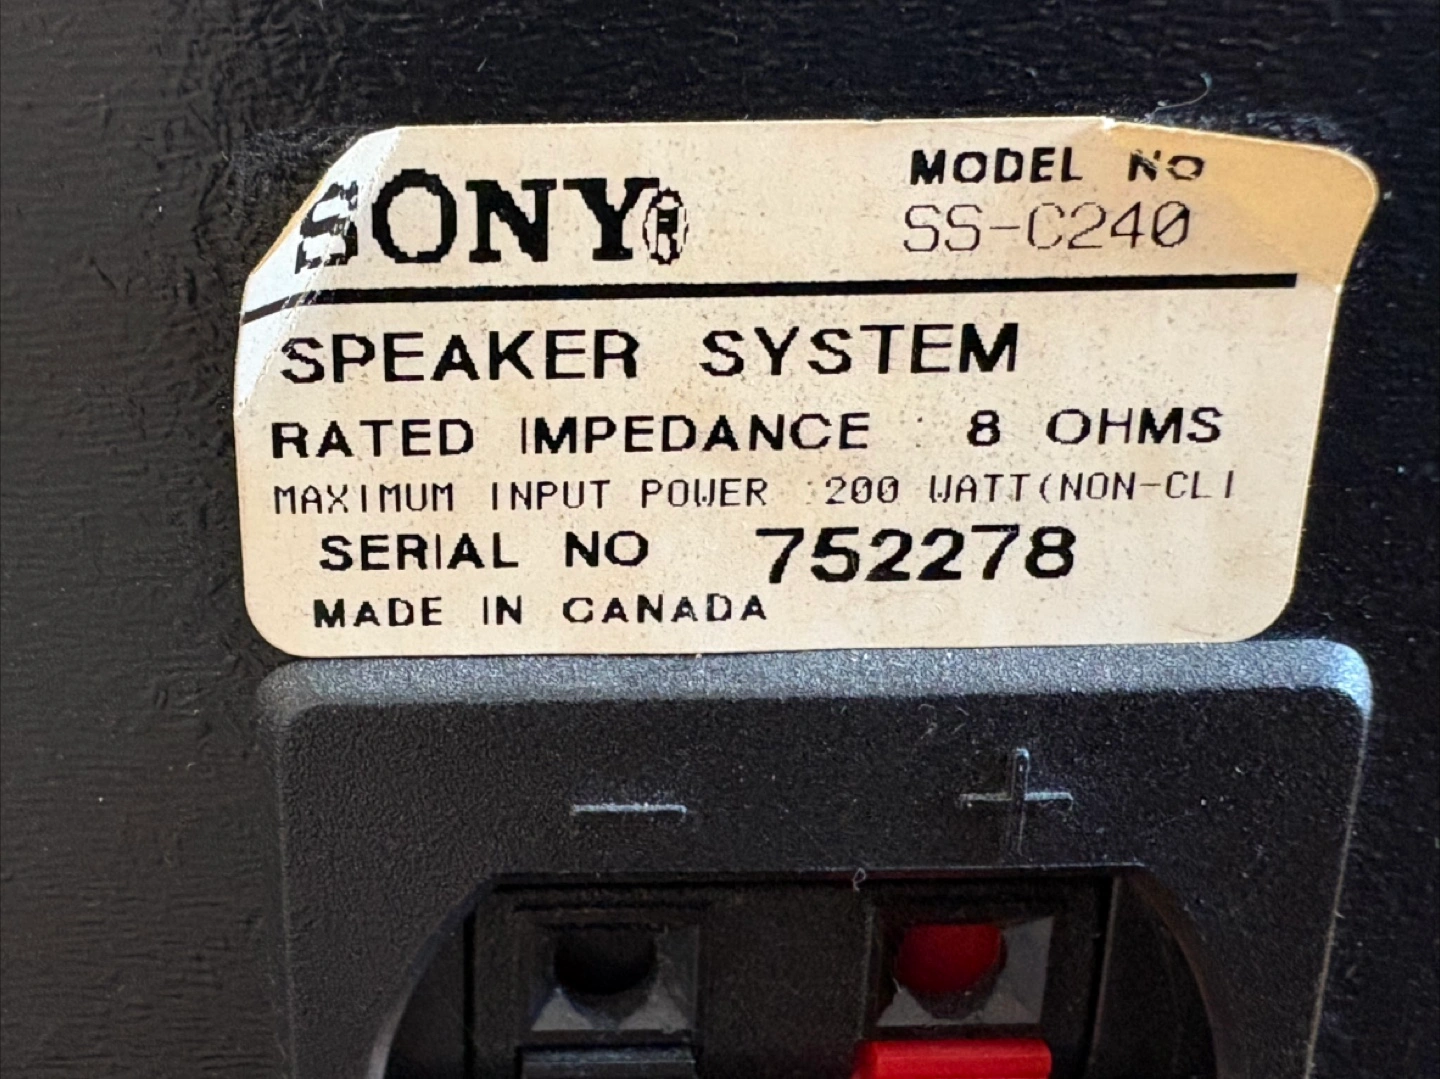 SONY®
MODEL NO
SS-C240
SPEAKER SYSTEM
RATED IMPEDANCE 8 OHMS
MAXIMUM INPUT POWER :200 WATT(NON-CLI
SERIAL NO 752278
MADE IN CANADA
− +